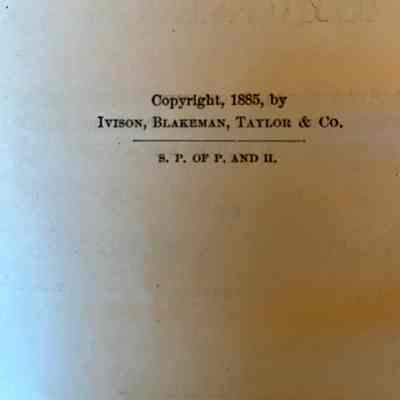 Copyright, 1885, by
IVISON, BLAKEMAN, TAYLOR & CO.
S. P. OF P. AND H.